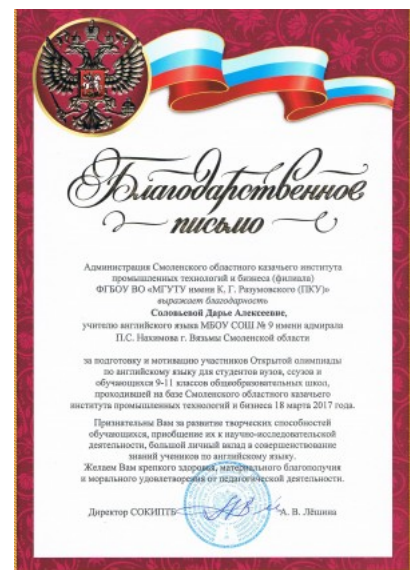 Благодарственное
письмо
Администрация Смоленского областного казачьего института
промышленных технологий и бизнеса (филиала)
ФГБОУ ВО «МГУТУ имени К. Г. Разумовского (ПКУ)»
выражает благодарность
Соловьевой Дарье Алексеевне,
учителю английского языка МБОУ СОШ № 9 имени адмирала
П.С. Нахимова г. Вязьмы Смоленской области
за подготовку и мотивацию участников Открытой олимпиады
по английскому языку для студентов вузов, ссузов и
обучающихся 9-11 классов общеобразовательных школ,
проходившей на базе Смоленского областного казачьего
института промышленных технологий и бизнеса 18 марта 2017 года.
Признательны Вам за развитие творческих способностей
обучающихся, приобщение их к научно-исследовательской
деятельности, большой личный вклад в совершенствование
знаний учеников по английскому языку.
Желаем Вам крепкого здоровья, материального благополучия
и морального удовлетворения от педагогической деятельности.
Директор СОКИПТБ А. В. Лёшина